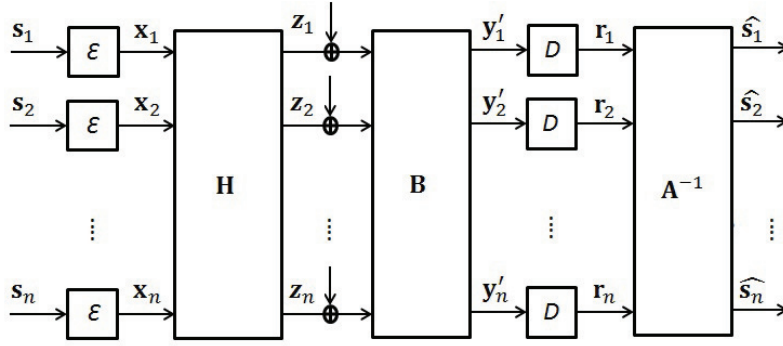 s₁ ε x₁ z₁ y′₁ D r₁ ŝ₁
s₂ ε x₂ z₂ y′₂ D r₂ ŝ₂
H B A⁻¹
⋮ ⋮ ⋮ ⋮ ⋮
sₙ ε xₙ zₙ y′ₙ D rₙ ŝₙ